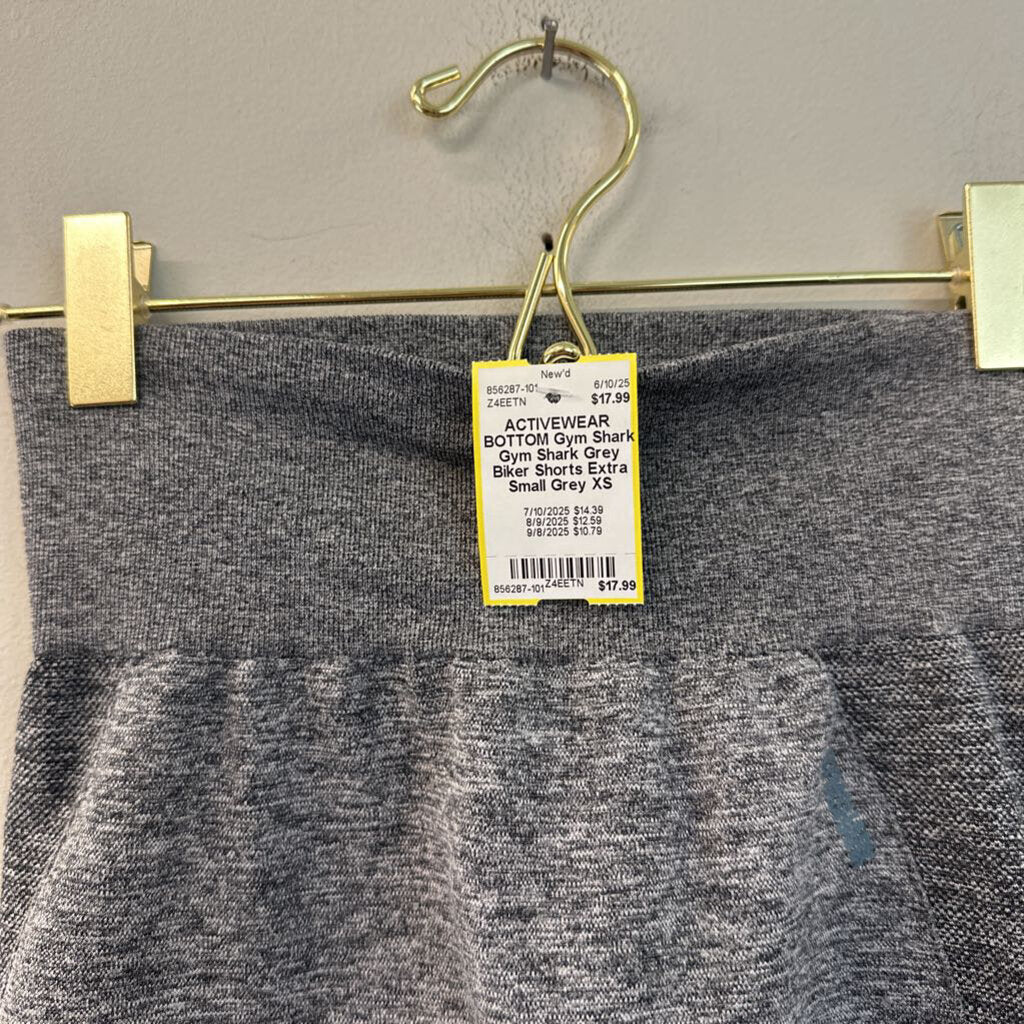 New'd
856287-101 6/10/25
Z4EETN $17.99
ACTIVEWEAR
BOTTOM Gym Shark
Gym Shark Grey
Biker Shorts Extra
Small Grey XS
7/10/2025 $14.39
8/9/2025 $12.59
9/8/2025 $10.79
856287-101 Z4EETN $17.99